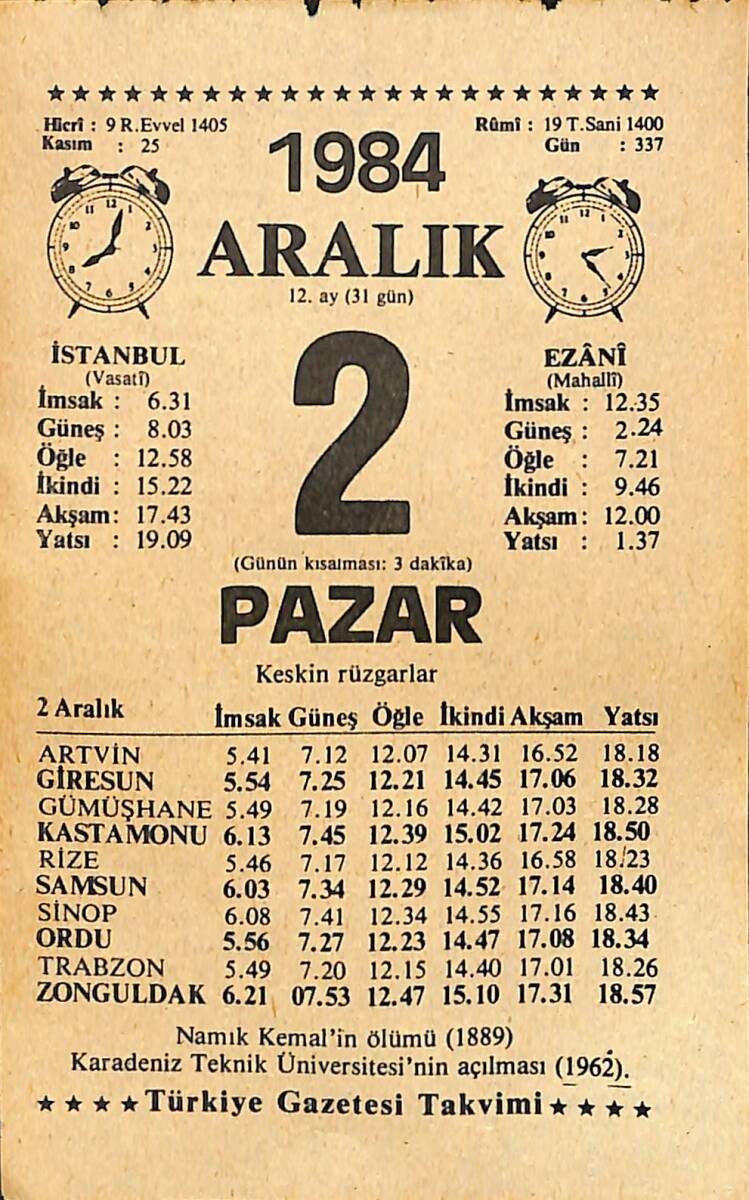 ★★★★★★★★★★★★★★★★★★★★★★★★
Hicrî : 9 R.Evvel 1405
Kasım : 25
Rûmî : 19 T.Sani 1400
Gün : 337
1984
ARALIK
12. ay (31 gün)
2
İSTANBUL
(Vasatî)
İmsak : 6.31
Güneş : 8.03
Öğle : 12.58
İkindi : 15.22
Akşam : 17.43
Yatsı : 19.09
EZÂNÎ
(Mahallî)
İmsak : 12.35
Güneş : 2.24
Öğle : 7.21
İkindi : 9.46
Akşam : 12.00
Yatsı : 1.37
(Günün kısalması: 3 dakîka)
PAZAR
Keskin rüzgarlar
2 Aralık İmsak Güneş Öğle İkindi Akşam Yatsı
ARTVİN 5.41 7.12 12.07 14.31 16.52 18.18
GİRESUN 5.54 7.25 12.21 14.45 17.06 18.32
GÜMÜŞHANE 5.49 7.19 12.16 14.42 17.03 18.28
KASTAMONU 6.13 7.45 12.39 15.02 17.24 18.50
RİZE 5.46 7.17 12.12 14.36 16.58 18.23
SAMSUN 6.03 7.34 12.29 14.52 17.14 18.40
SİNOP 6.08 7.41 12.34 14.55 17.16 18.43
ORDU 5.56 7.27 12.23 14.47 17.08 18.34
TRABZON 5.49 7.20 12.15 14.40 17.01 18.26
ZONGULDAK 6.21 07.53 12.47 15.10 17.31 18.57
Namık Kemal'in ölümü (1889)
Karadeniz Teknik Üniversitesi'nin açılması (1962).
★★★★Türkiye Gazetesi Takvimi★★★★